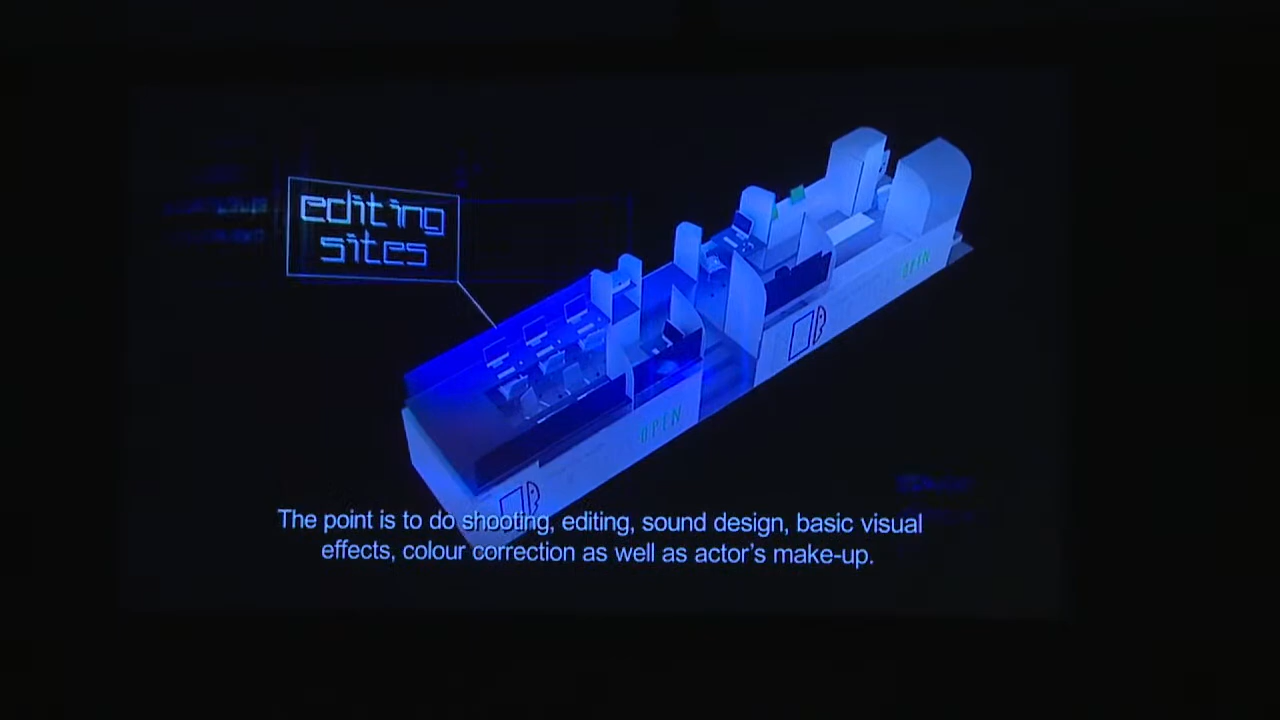 editing
sites
OPEN
OPEN
The point is to do shooting, editing, sound design, basic visual
effects, colour correction as well as actor's make-up.